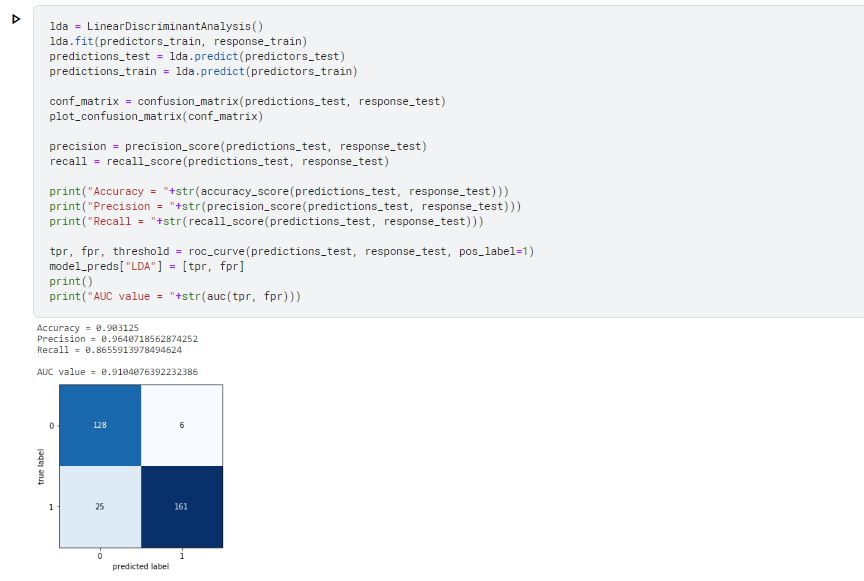 lda = LinearDiscriminantAnalysis()
lda.fit(predictors_train, response_train)
predictions_test = lda.predict(predictors_test)
predictions_train = lda.predict(predictors_train)
conf_matrix = confusion_matrix(predictions_test, response_test)
plot_confusion_matrix(conf_matrix)
precision = precision_score(predictions_test, response_test)
recall = recall_score(predictions_test, response_test)
print("Accuracy = "+str(accuracy_score(predictions_test, response_test)))
print("Precision = "+str(precision_score(predictions_test, response_test)))
print("Recall = "+str(recall_score(predictions_test, response_test)))
tpr, fpr, threshold = roc_curve(predictions_test, response_test, pos_label=1)
model_preds["LDA"] = [tpr, fpr]
print()
print("AUC value = "+str(auc(tpr, fpr)))
Accuracy = 0.903125
Precision = 0.9640718562874252
Recall = 0.8655913978494624
AUC value = 0.9104076392232386
0 128 6
true label
1 25 161
0 1
predicted label